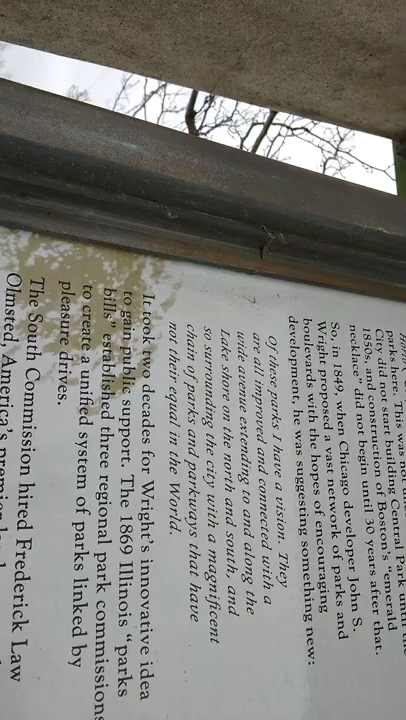 parks here. This was not
City did not start building Central Park until
1850s, and construction of Boston's "emerald
necklace" did not begin until 30 years after that.
So, in 1849, when Chicago developer John S.
Wright proposed a vast network of parks and
boulevards with the hopes of encouraging
development, he was suggesting something new:
Of these parks I have a vision. They
are all improved and connected with a
wide avenue extending to and along the
Lake shore on the north and south, and
so surrounding the city with a magnificent
chain of parks and parkways that have
not their equal in the World.
It took two decades for Wright's innovative idea
to gain public support. The 1869 Illinois "parks
bills" established three regional park commissions
to create a unified system of parks linked by
pleasure drives.
The South Commission hired Frederick Law
Olmsted, America's